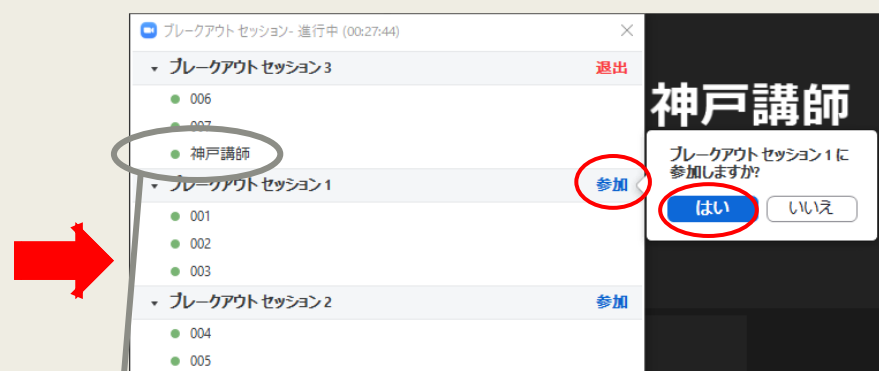 ブレークアウト セッション - 進行中 (00:27:44)
ブレークアウト セッション 3 退出
006
007
神戸講師
ブレークアウト セッション 1 参加
001
002
003
ブレークアウト セッション 2 参加
004
005
神戸講師
ブレークアウト セッション 1 に
参加しますか?
はい いいえ